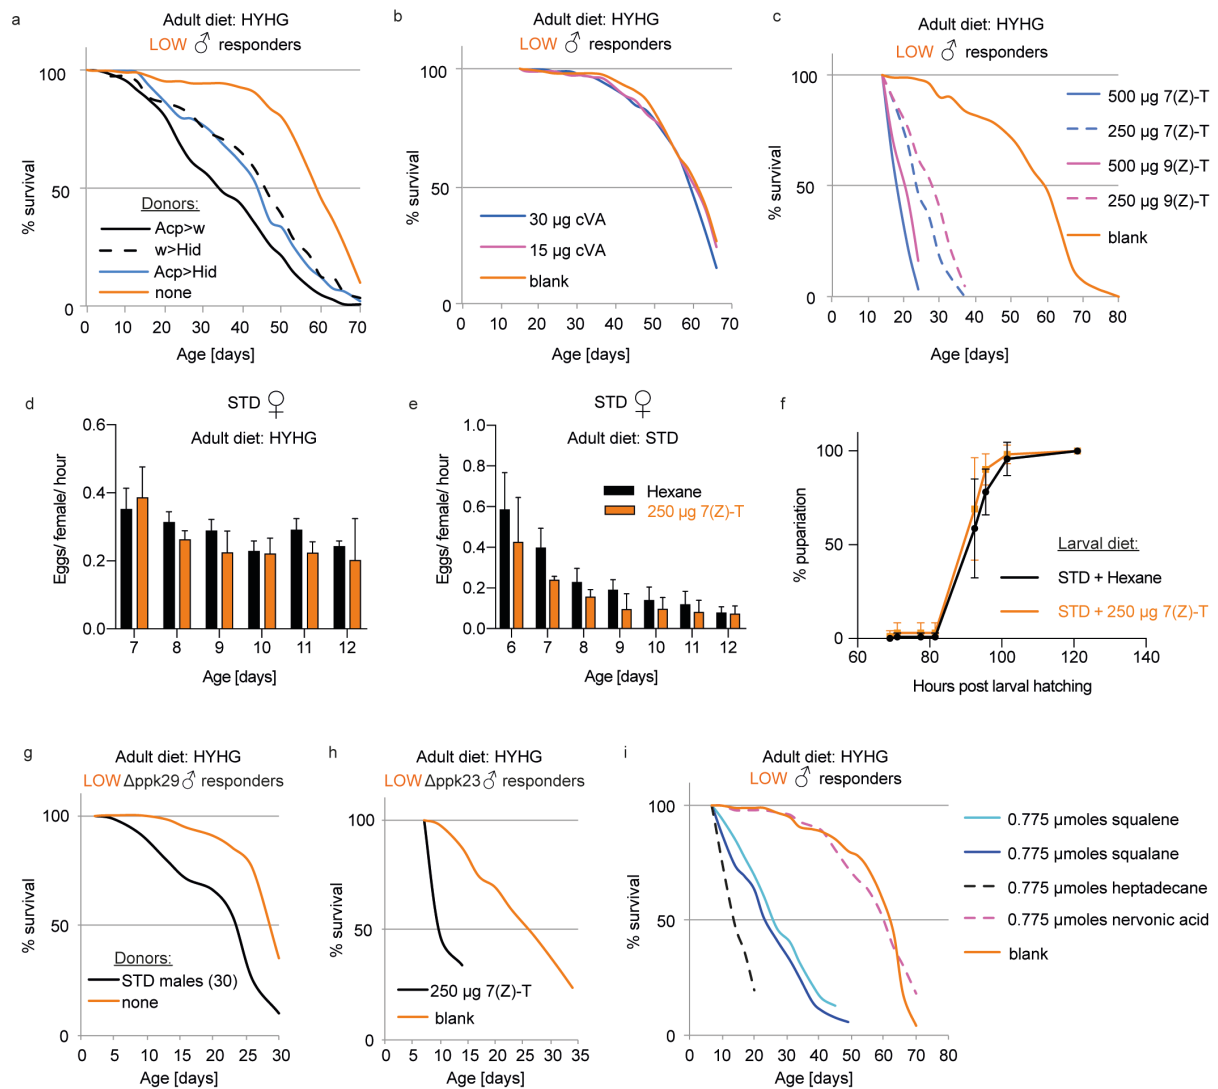 a
Adult diet: HYHG
LOW ♂ responders
% survival
100
50
0
Donors:
Acp>w
w>Hid
Acp>Hid
none
0 10 20 30 40 50 60 70
Age [days]
b
Adult diet: HYHG
LOW ♂ responders
% survival
100
50
0
30 µg cVA
15 µg cVA
blank
0 10 20 30 40 50 60 70
Age [days]
c
Adult diet: HYHG
LOW ♂ responders
% survival
100
50
0
500 µg 7(Z)-T
250 µg 7(Z)-T
500 µg 9(Z)-T
250 µg 9(Z)-T
blank
0 10 20 30 40 50 60 70 80
Age [days]
d
STD ♀
Adult diet: HYHG
Eggs/ female/ hour
0.6
0.4
0.2
0.0
7 8 9 10 11 12
Age [days]
e
STD ♀
Adult diet: STD
Eggs/ female/ hour
1.0
0.8
0.6
0.4
0.2
0.0
Hexane
250 µg 7(Z)-T
6 7 8 9 10 11 12
Age [days]
f
% pupariation
100
50
0
Larval diet:
STD + Hexane
STD + 250 µg 7(Z)-T
60 80 100 120 140
Hours post larval hatching
g
Adult diet: HYHG
LOW Δppk29 ♂ responders
% survival
100
50
0
Donors:
STD males (30)
none
0 5 10 15 20 25 30
Age [days]
h
Adult diet: HYHG
LOW Δppk23 ♂ responders
% survival
100
50
0
250 µg 7(Z)-T
blank
0 5 10 15 20 25 30 35
Age [days]
i
Adult diet: HYHG
LOW ♂ responders
% survival
100
50
0
0.775 µmoles squalene
0.775 µmoles squalane
0.775 µmoles heptadecane
0.775 µmoles nervonic acid
blank
0 10 20 30 40 50 60 70 80
Age [days]